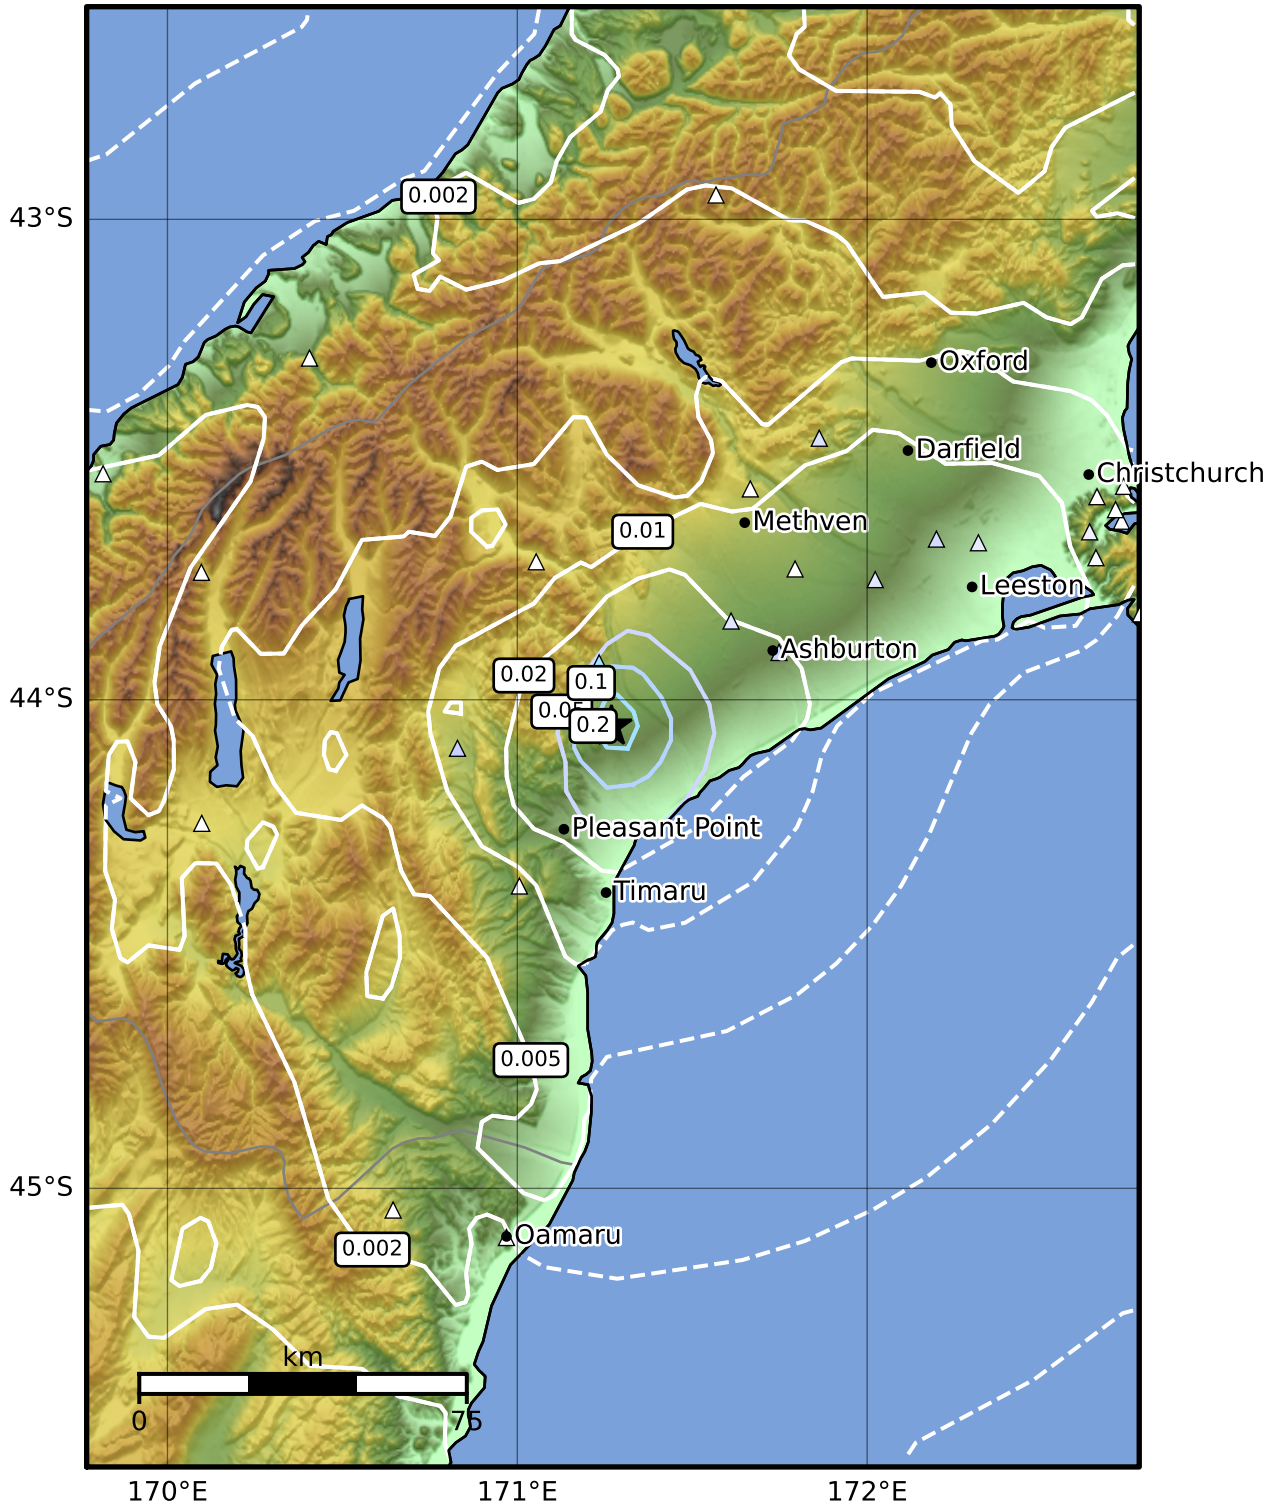 0.002
43°S
Oxford
Darfield
Christchurch
Methven
0.01
Leeston
Ashburton
0.02
0.1
44°S
0.2
Pleasant Point
Timaru
0.005
45°S
Oamaru
0.002
km
0
75
170°E
171°E
172°E